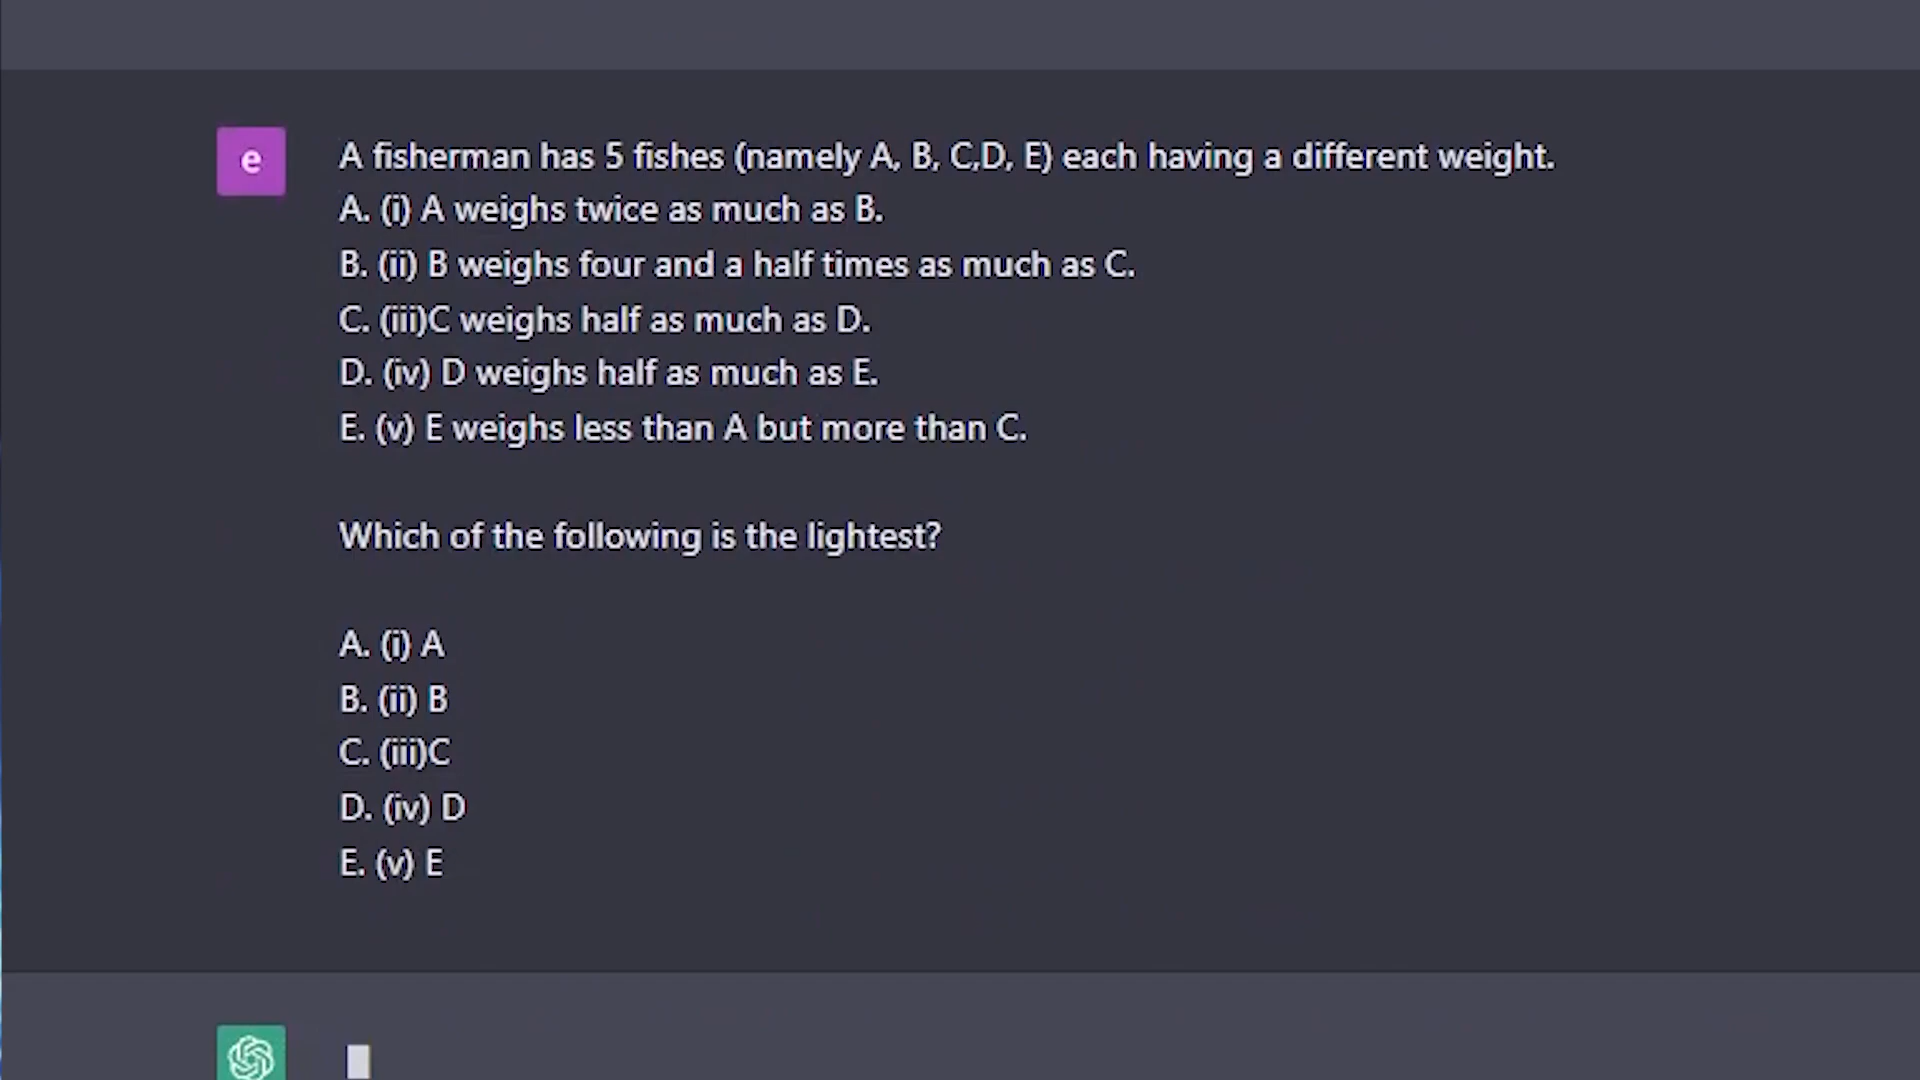 e
A fisherman has 5 fishes (namely A, B, C,D, E) each having a different weight.
A. (i) A weighs twice as much as B.
B. (ii) B weighs four and a half times as much as C.
C. (iii)C weighs half as much as D.
D. (iv) D weighs half as much as E.
E. (v) E weighs less than A but more than C.
Which of the following is the lightest?
A. (i) A
B. (ii) B
C. (iii)C
D. (iv) D
E. (v) E